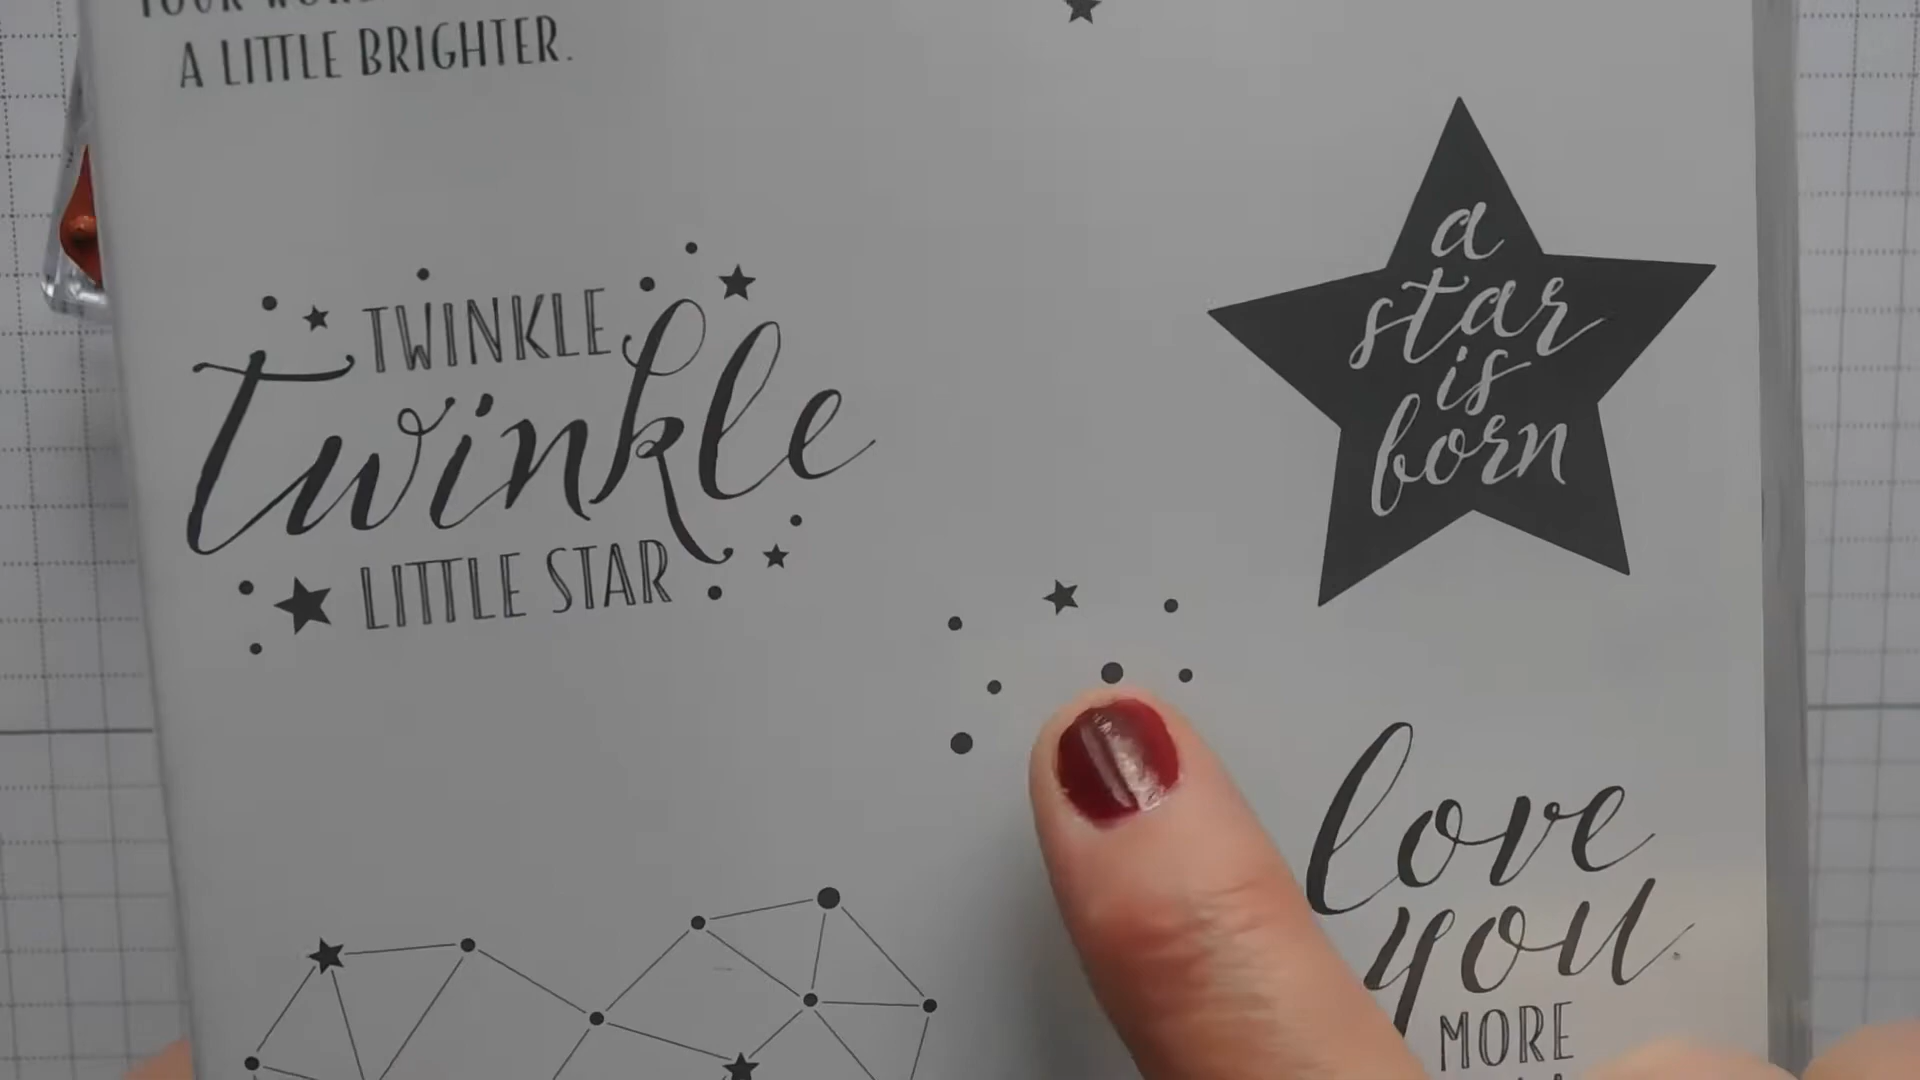 A LITTLE BRIGHTER.
TWINKLE
twinkle
LITTLE STAR
a
star
is
born
love
you
MORE